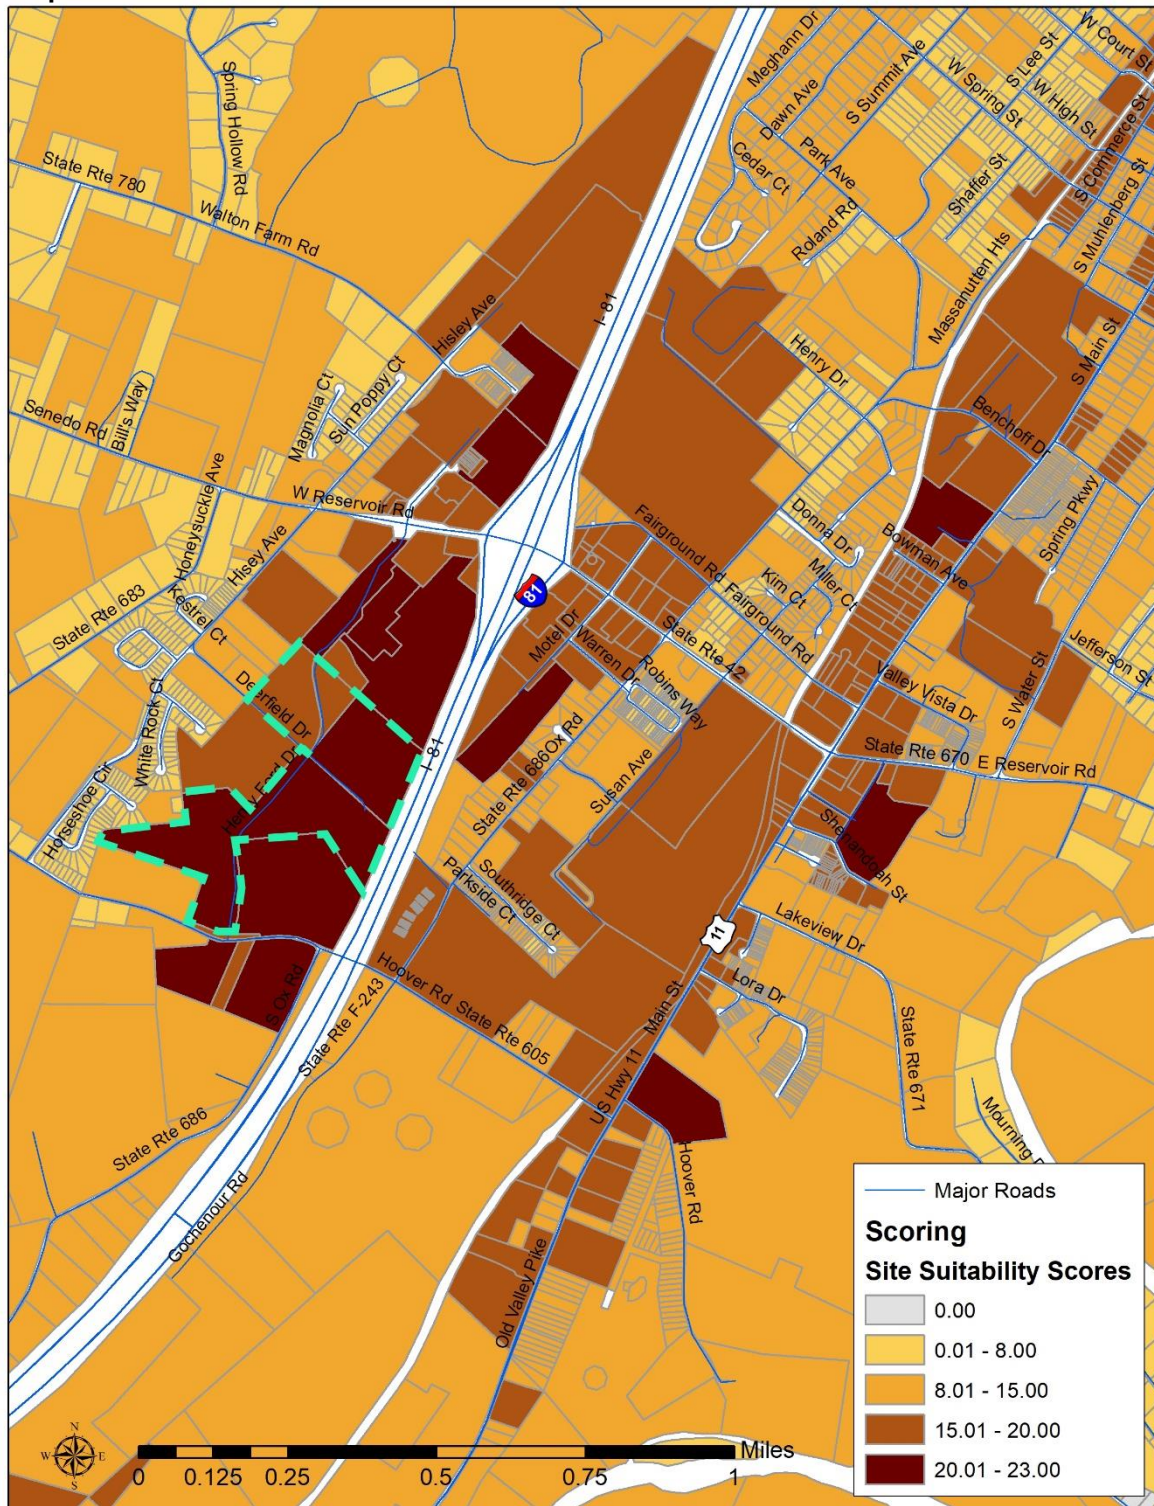 Meghann Dr
Dawn Ave
S Summit Ave
S Lee St
W Court St
W Spring St
W High St
S Commerce St
Spring Hollow Rd
Cedar Ct
Park Ave
Shaffer St
S Muhlenberg St
State Rte 780
Walton Farm Rd
Roland Rd
Massanutten Hts
I- 81
Hisley Ave
S Main St
Henry Dr
Magnolia Ct
Sun Poppy Ct
Bill's Way
Senedo Rd
Benchoff Dr
W Reservoir Rd
Honeysuckle Ave
Hisey Ave
Donna Dr
Spring Pkwy
Fairground Rd
Fairground Rd
Bowman Ave
Miller Ct
Kim Ct
81
State Rte 683
Kestrel Ct
Motel Dr
Warren Dr
State Rte 42
Robins Way
Jefferson St
Deerfield Dr
Valley Vista Dr
S Water St
White Rock Ct
I- 81
Ox Rd
State Rte 686
Susan Ave
State Rte 670
E Reservoir Rd
Henry Ford Dr
Horseshoe Cir
Shenandoah St
Southridge Ct
Parkside Ct
Lakeview Dr
11
Lora Dr
Hoover Rd
State Rte 605
S Ox Rd
State Rte F-243
Main St
US Hwy 11
State Rte 671
Mourning
State Rte 686
Gochenour Rd
Hoover Rd
Old Valley Pike
Major Roads
Scoring
Site Suitability Scores
0.00
0.01 - 8.00
8.01 - 15.00
15.01 - 20.00
20.01 - 23.00
N
W
E
S
Miles
0 0.125 0.25 0.5 0.75 1